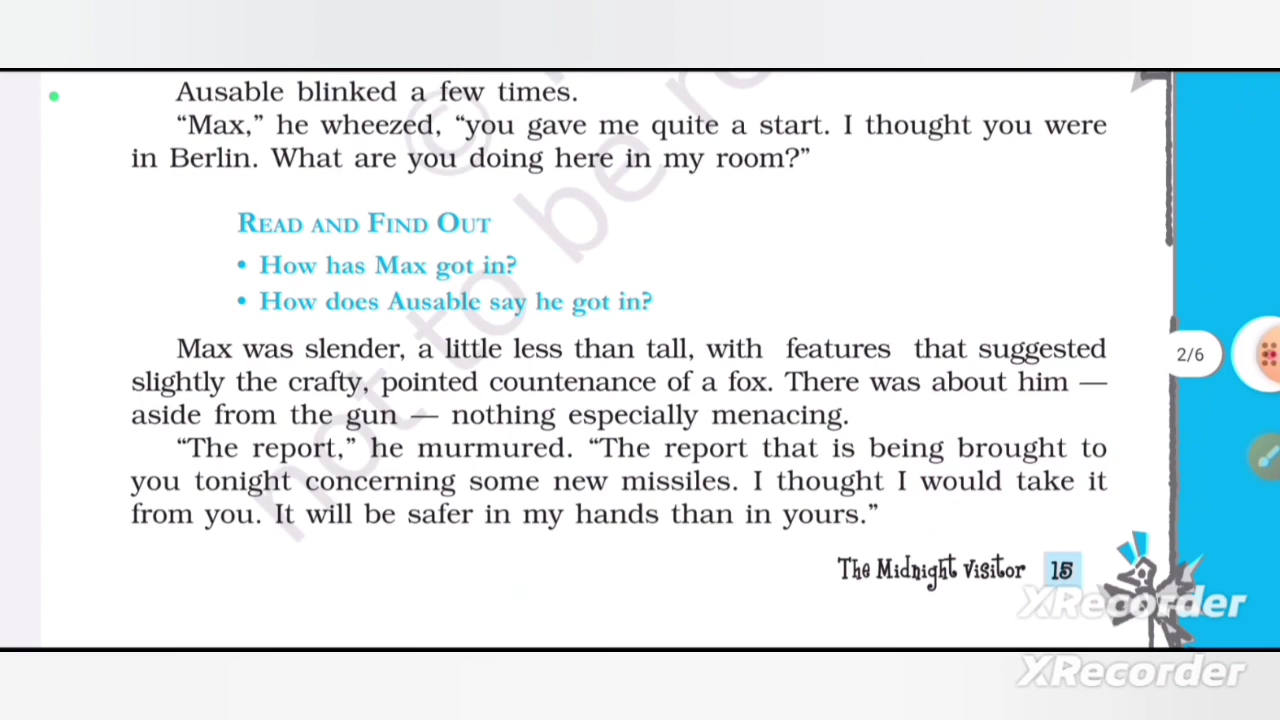 Ausable blinked a few times.
“Max,” he wheezed, “you gave me quite a start. I thought you were
in Berlin. What are you doing here in my room?”
READ AND FIND OUT
• How has Max got in?
• How does Ausable say he got in?
Max was slender, a little less than tall, with features that suggested
slightly the crafty, pointed countenance of a fox. There was about him —
aside from the gun — nothing especially menacing.
“The report,” he murmured. “The report that is being brought to
you tonight concerning some new missiles. I thought I would take it
from you. It will be safer in my hands than in yours.”
2/6
The Midnight Visitor 15
XRecorder
XRecorder
not to be
©